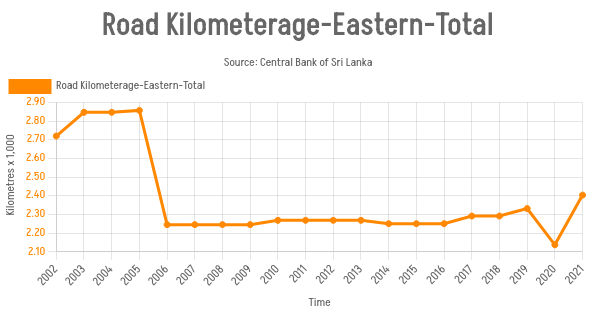 Road Kilometerage-Eastern-Total
Source: Central Bank of Sri Lanka
Road Kilometerage-Eastern-Total
Kilometres x 1,000
2.90
2.80
2.70
2.60
2.50
2.40
2.30
2.20
2.10
2002 2003 2004 2005 2006 2007 2008 2009 2010 2011 2012 2013 2014 2015 2016 2017 2018 2019 2020 2021
Time